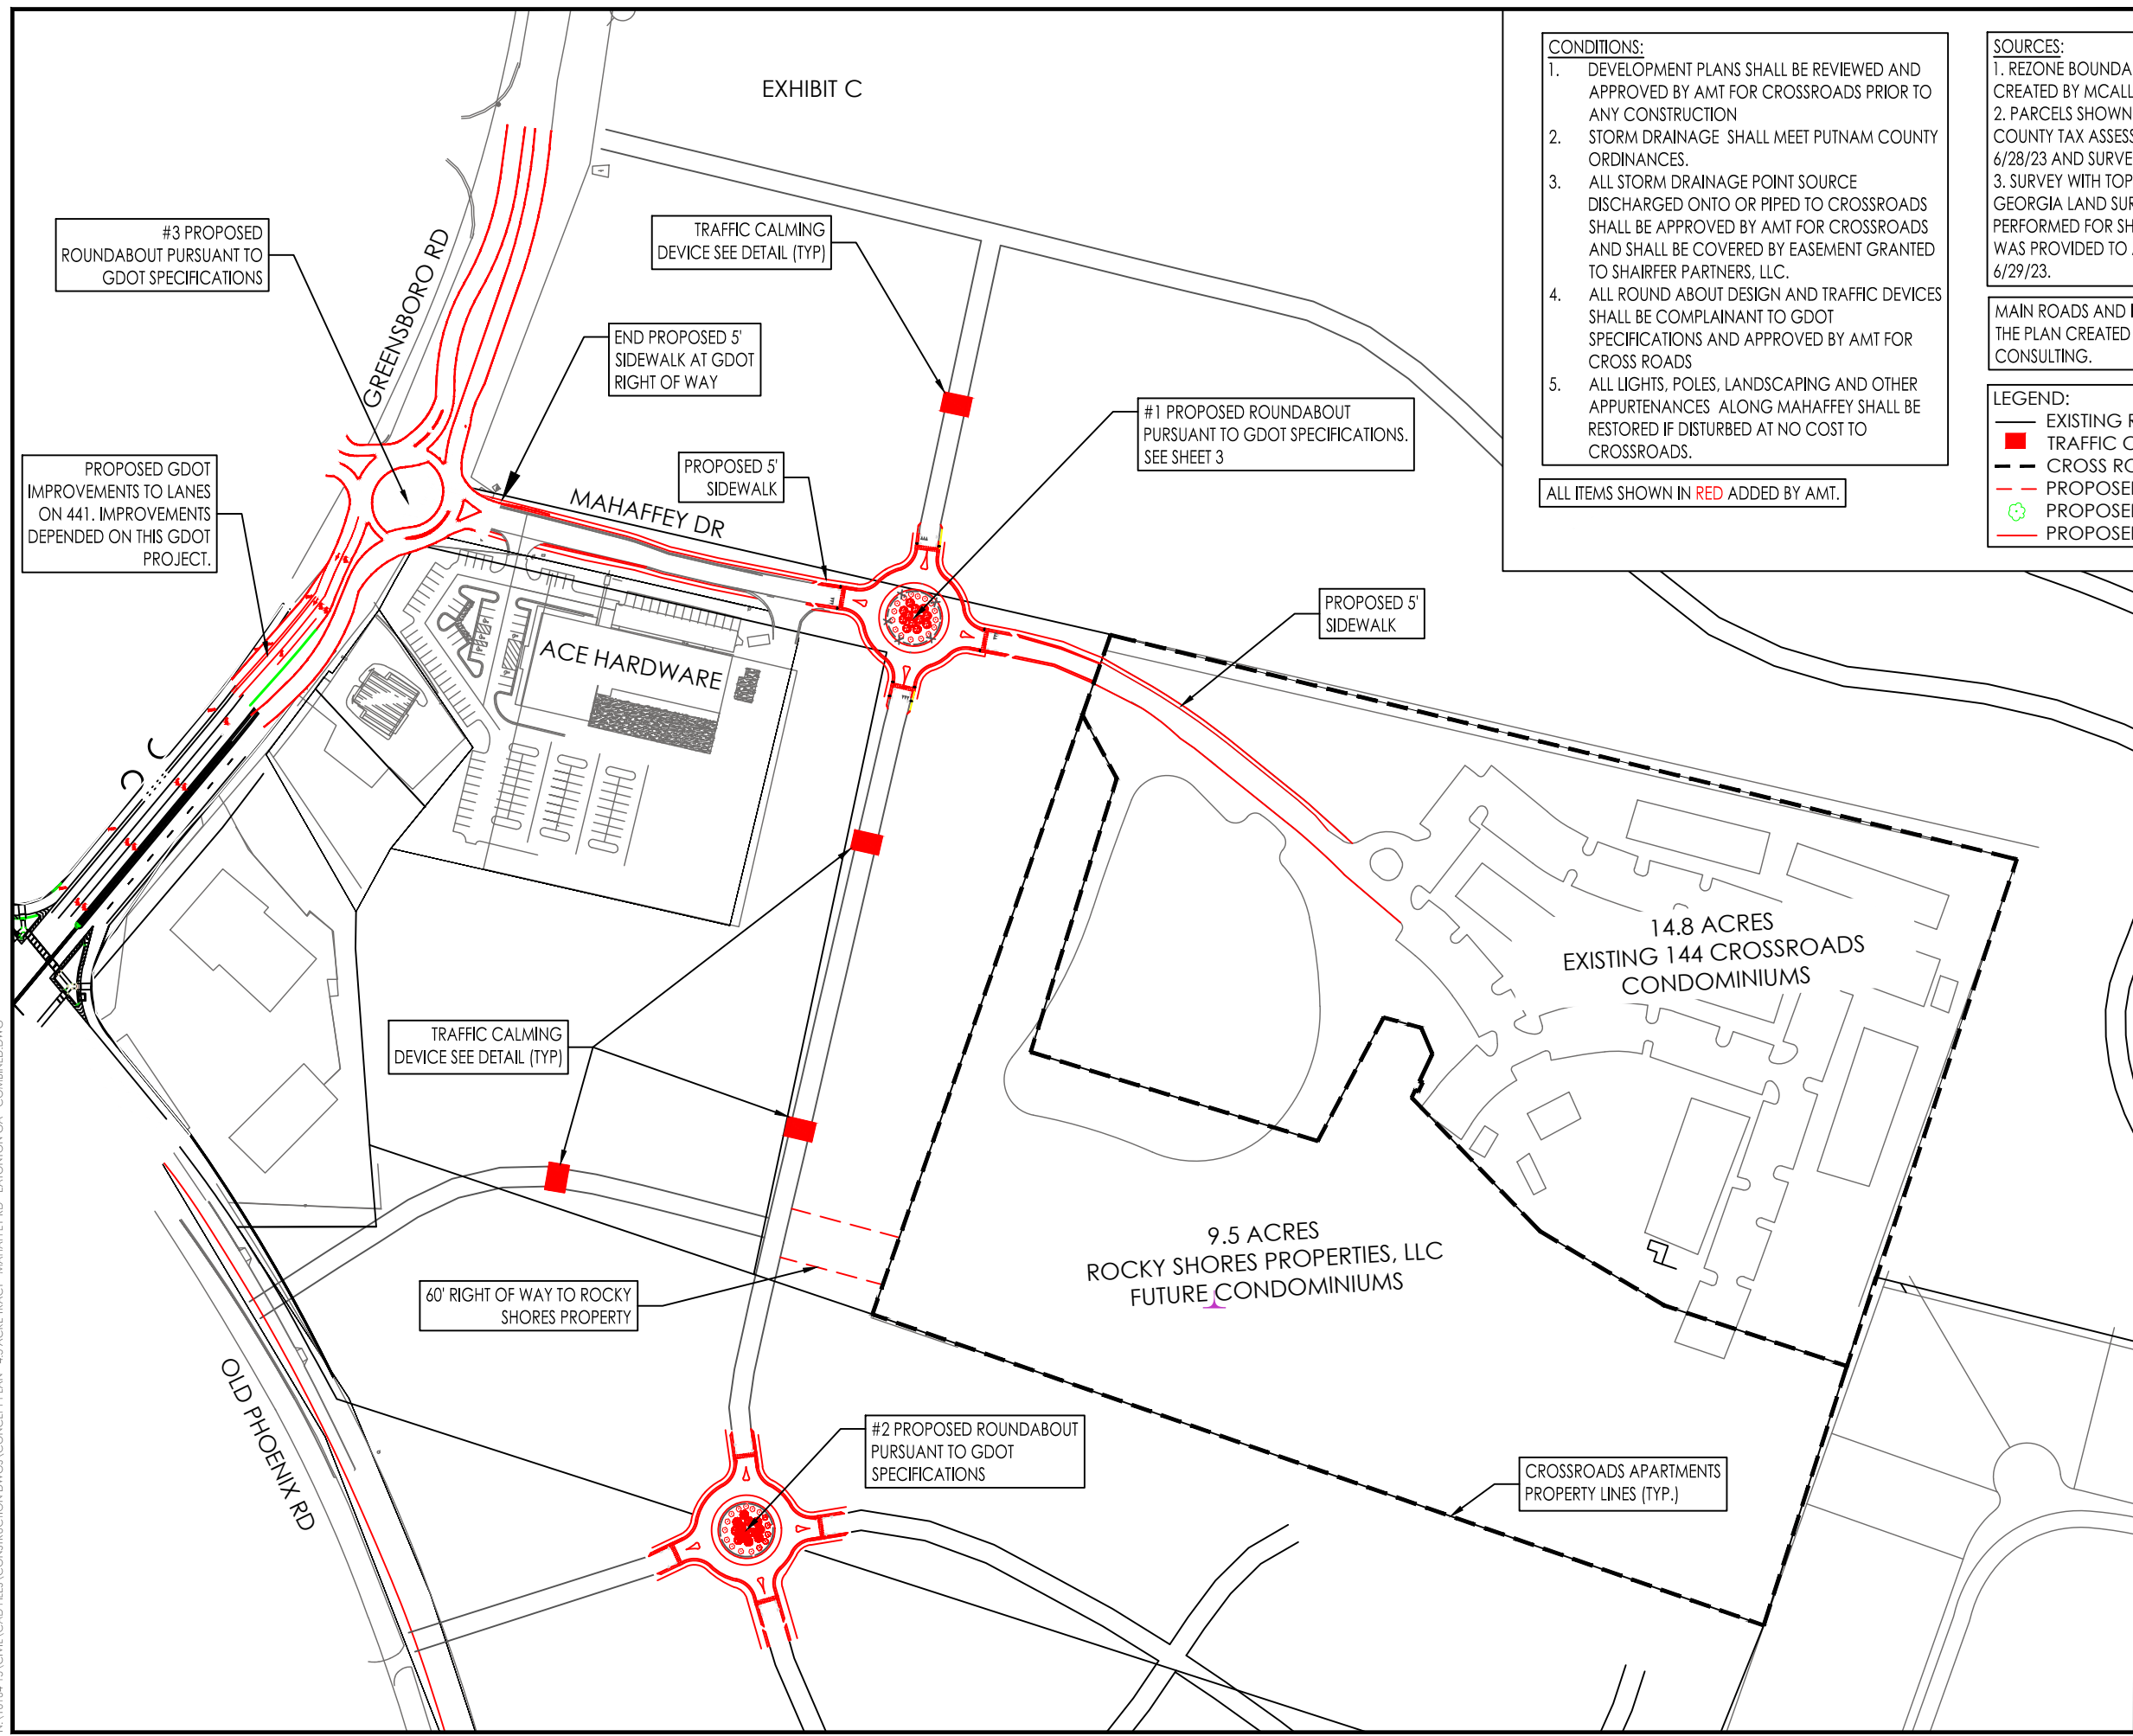 EXHIBIT C
CONDITIONS:
1. DEVELOPMENT PLANS SHALL BE REVIEWED AND
APPROVED BY AMT FOR CROSSROADS PRIOR TO
ANY CONSTRUCTION
2. STORM DRAINAGE SHALL MEET PUTNAM COUNTY
ORDINANCES.
3. ALL STORM DRAINAGE POINT SOURCE
DISCHARGED ONTO OR PIPED TO CROSSROADS
SHALL BE APPROVED BY AMT FOR CROSSROADS
AND SHALL BE COVERED BY EASEMENT GRANTED
TO SHAIRFER PARTNERS, LLC.
4. ALL ROUND ABOUT DESIGN AND TRAFFIC DEVICES
SHALL BE COMPLAINANT TO GDOT
SPECIFICATIONS AND APPROVED BY AMT FOR
CROSS ROADS
5. ALL LIGHTS, POLES, LANDSCAPING AND OTHER
APPURTENANCES ALONG MAHAFFEY SHALL BE
RESTORED IF DISTURBED AT NO COST TO
CROSSROADS.
ALL ITEMS SHOWN IN RED ADDED BY AMT.
SOURCES:
1. REZONE BOUNDA
CREATED BY MCALL
2. PARCELS SHOWN
COUNTY TAX ASSESS
6/28/23 AND SURVE
3. SURVEY WITH TOP
GEORGIA LAND SUR
PERFORMED FOR SH
WAS PROVIDED TO
6/29/23.
MAIN ROADS AND
THE PLAN CREATED
CONSULTING.
LEGEND:
EXISTING R
TRAFFIC C
CROSS RO
PROPOSE
PROPOSE
PROPOSE
#3 PROPOSED
ROUNDABOUT PURSUANT TO
GDOT SPECIFICATIONS
GREENSBORO RD
TRAFFIC CALMING
DEVICE SEE DETAIL (TYP)
END PROPOSED 5'
SIDEWALK AT GDOT
RIGHT OF WAY
#1 PROPOSED ROUNDABOUT
PURSUANT TO GDOT SPECIFICATIONS.
SEE SHEET 3
PROPOSED GDOT
IMPROVEMENTS TO LANES
ON 441. IMPROVEMENTS
DEPENDED ON THIS GDOT
PROJECT.
PROPOSED 5'
SIDEWALK
MAHAFFEY DR
PROPOSED 5'
SIDEWALK
ACE HARDWARE
14.8 ACRES
EXISTING 144 CROSSROADS
CONDOMINIUMS
TRAFFIC CALMING
DEVICE SEE DETAIL (TYP)
9.5 ACRES
ROCKY SHORES PROPERTIES, LLC
FUTURE CONDOMINIUMS
60' RIGHT OF WAY TO ROCKY
SHORES PROPERTY
OLD PHOENIX RD
#2 PROPOSED ROUNDABOUT
PURSUANT TO GDOT
SPECIFICATIONS
CROSSROADS APARTMENTS
PROPERTY LINES (TYP.)